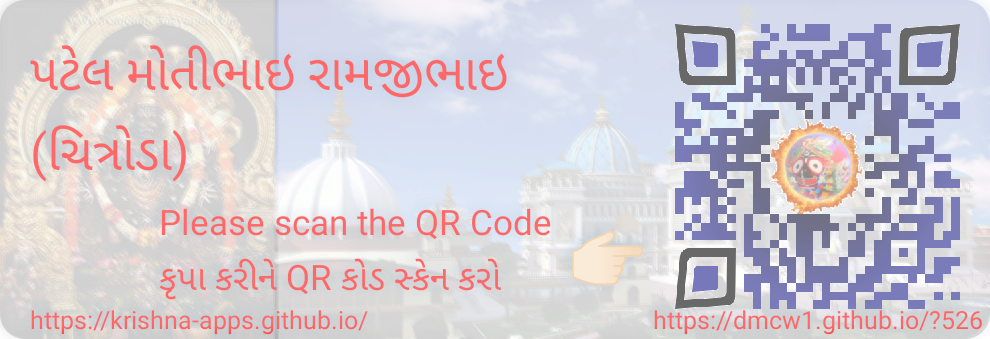 પટેલ મોતીભાઇ રામજીભાઇ
(ચિત્રોડા)
Please scan the QR Code
કૃપા કરીને QR કોડ સ્કેન કરો
https://krishna-apps.github.io/
https://dmcw1.github.io/?526